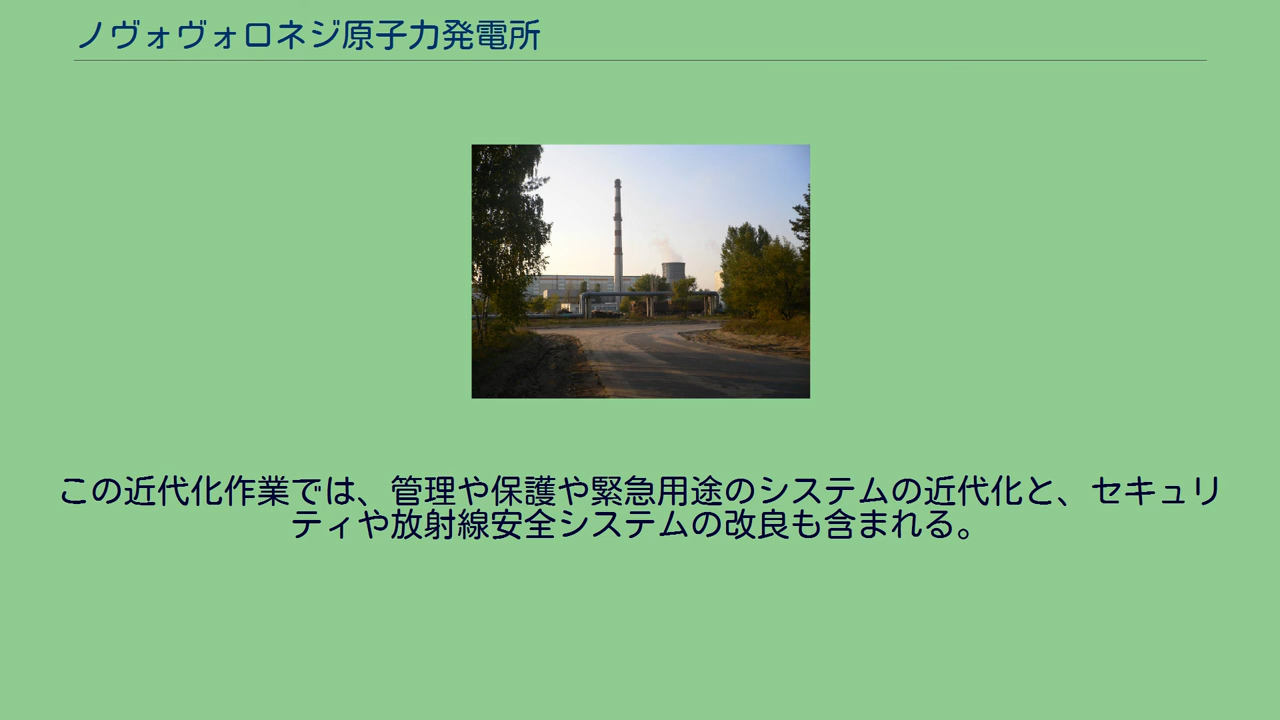 ノヴォヴォロネジ原子力発電所
この近代化作業では、管理や保護や緊急用途のシステムの近代化と、セキュリ
ティや放射線安全システムの改良も含まれる。